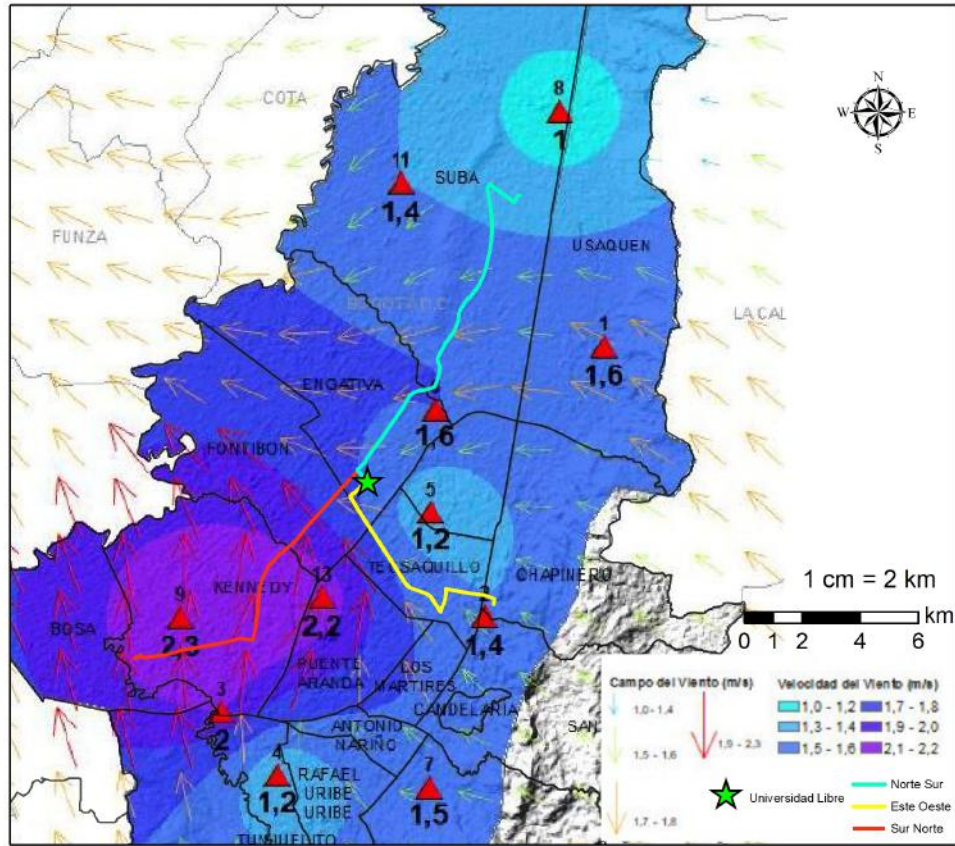 N
W E
S
COTA
8
1
11
SUBA
1,4
FUNZA
USAQUEN
BOGOTA D.C
LA CAL
1
1,6
ENGATIVA
1,6
FONTIBON
5
1,2
TEUSAQUILLO
CHAPINERO
1 cm = 2 km
km
0 1 2 4 6
KENNEDY
13
9
2,2
2,3
2
1,4
BOSA
PUENTE
ARANDA
LOS
MARTIRES
CANDELARIA
3
2
ANTONIO
NARIÑO
SAN
4
1,2
RAFAEL
URIBE
URIBE
7
1,5
TUNJUELITO
Campo del Viento (m/s)
1,0 - 1,4
1,5 - 1,6
1,7 - 1,8
1,9 - 2,3
Velocidad del Viento (m/s)
1,0 - 1,2
1,3 - 1,4
1,5 - 1,6
1,7 - 1,8
1,9 - 2,0
2,1 - 2,2
Universidad Libre
Norte Sur
Este Oeste
Sur Norte